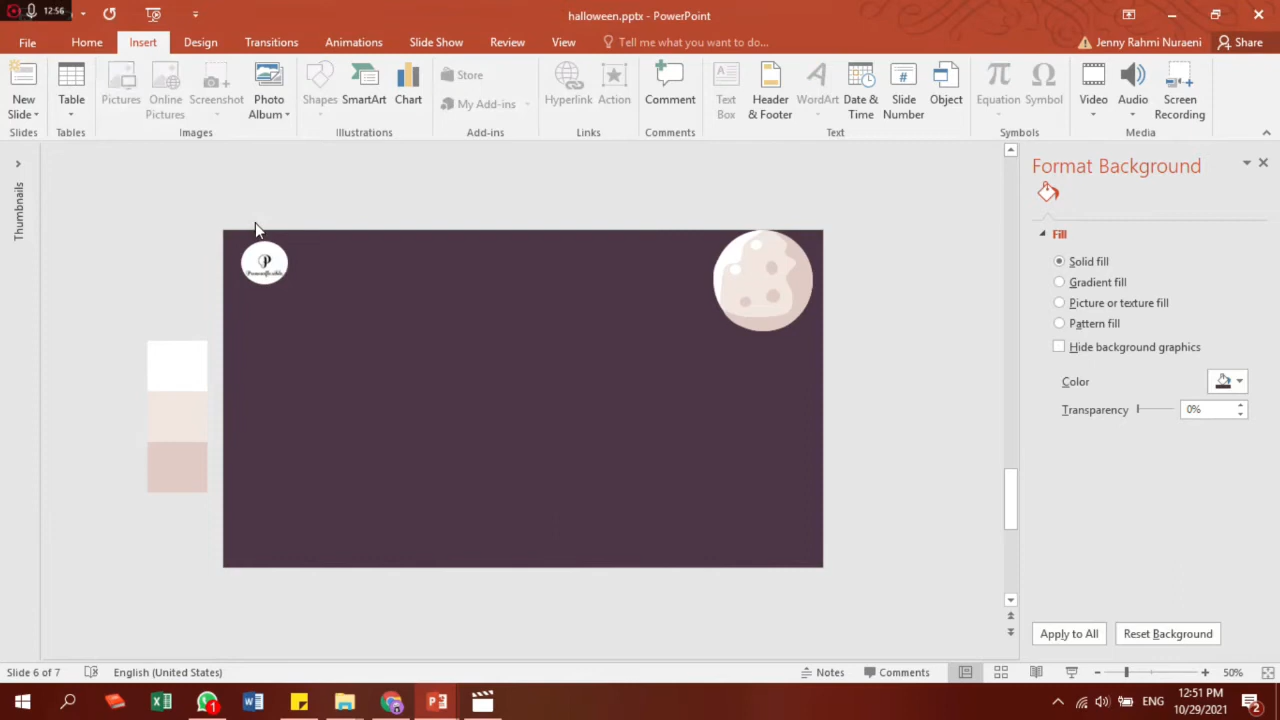 12:56
halloween.pptx - PowerPoint
File Home Insert Design Transitions Animations Slide Show Review View Tell me what you want to do... Jenny Rahmi Nuraeni Share
New Slide Table Pictures Online Pictures Screenshot Photo Album Shapes SmartArt Chart Store My Add-ins Hyperlink Action Comment Text Box Header & Footer WordArt Date & Time Slide Number Object Equation Symbol Video Audio Screen Recording
Slides Tables Images Illustrations Add-ins Links Comments Text Symbols Media
Thumbnails
P
Format Background
Fill
Solid fill
Gradient fill
Picture or texture fill
Pattern fill
Hide background graphics
Color
Transparency 0%
Apply to All Reset Background
Slide 6 of 7 English (United States) Notes Comments 50%
1 ENG 12:51 PM
10/29/2021 2